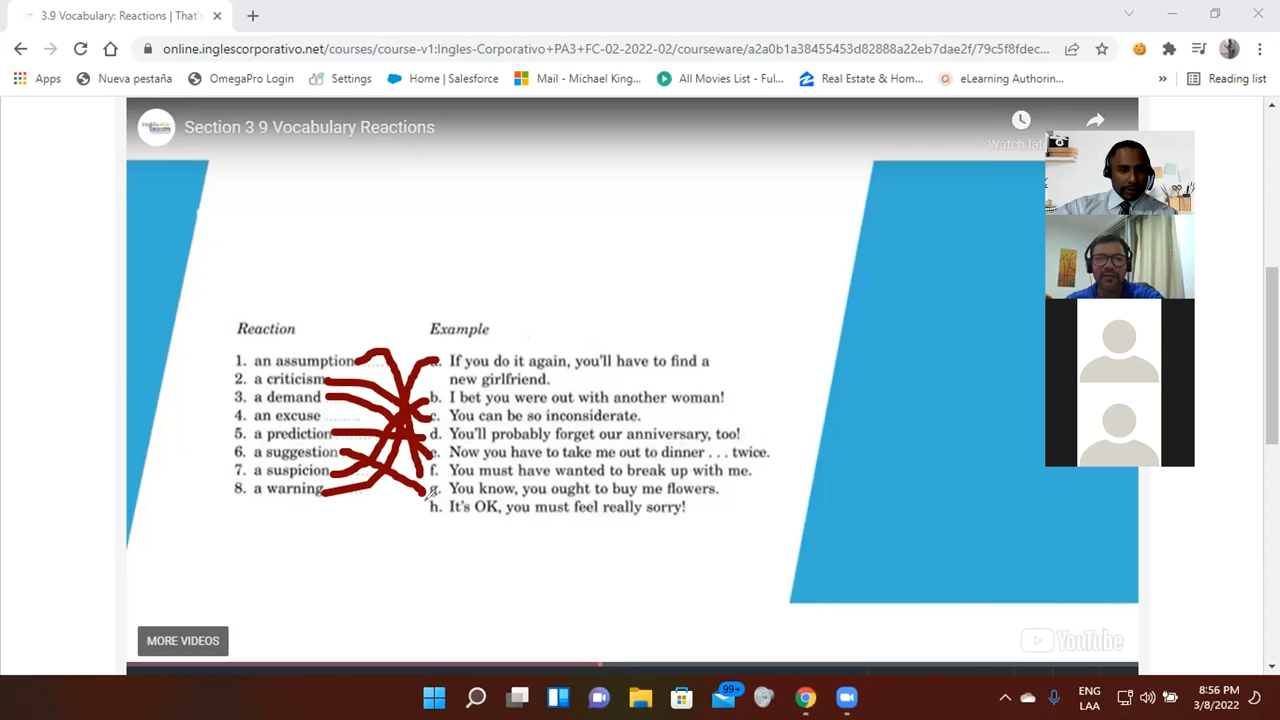 3.9 Vocabulary: Reactions | That's
online.inglescorporativo.net/courses/course-v1:Ingles-Corporativo+PA3+FC-02-2022-02/courseware/a2a0b1a38455453d82888a22eb7dae2f/79c5f8fdec...
Apps Nueva pestaña OmegaPro Login Settings Home | Salesforce Mail - Michael King... All Movies List - Ful... Real Estate & Hom... eLearning Authorin... » Reading list
Section 3 9 Vocabulary Reactions
Watch lat
Reaction Example
1. an assumption a. If you do it again, you'll have to find a
2. a criticism new girlfriend.
3. a demand b. I bet you were out with another woman!
4. an excuse c. You can be so inconsiderate.
5. a prediction d. You'll probably forget our anniversary, too!
6. a suggestion e. Now you have to take me out to dinner . . . twice.
7. a suspicion f. You must have wanted to break up with me.
8. a warning g. You know, you ought to buy me flowers.
h. It's OK, you must feel really sorry!
MORE VIDEOS
YouTube
99+
ENG
LAA
8:56 PM
3/8/2022